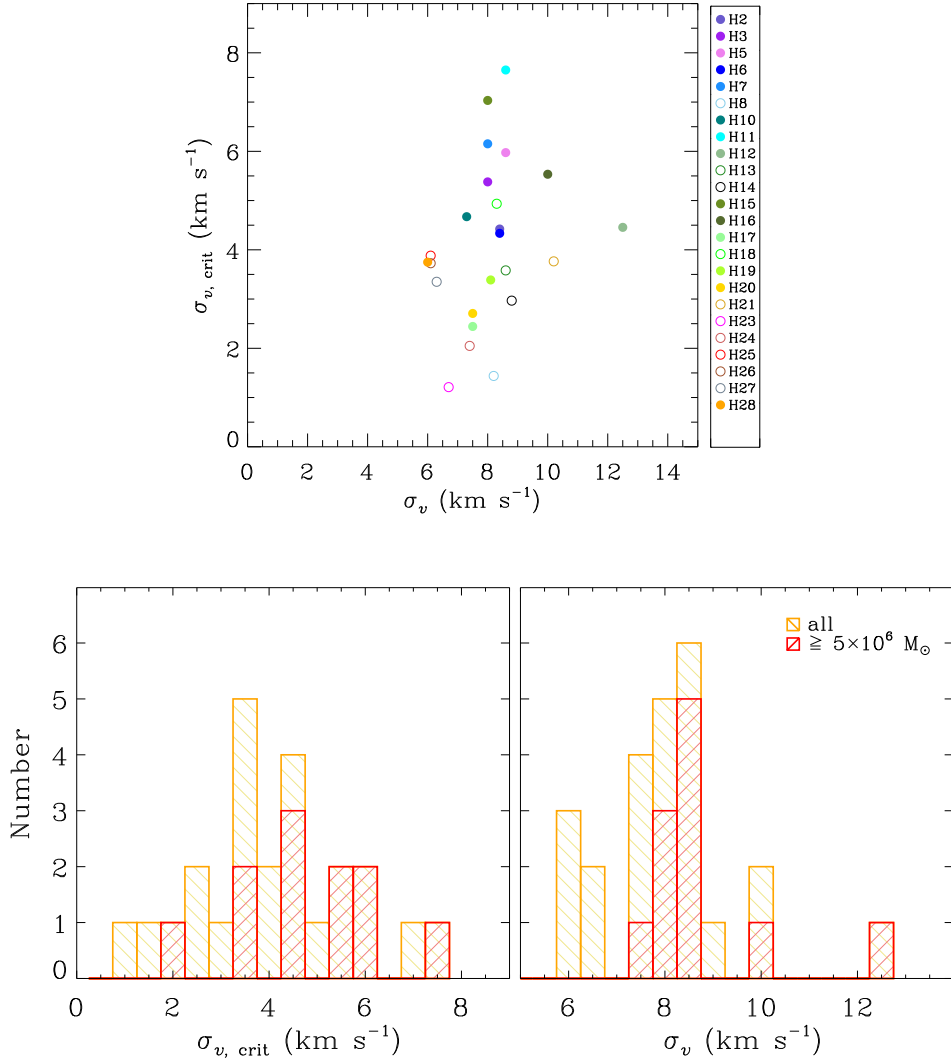 8
6
4
2
0
σv, crit (km s⁻¹)
0 2 4 6 8 10 12 14
σv (km s⁻¹)
H2
H3
H5
H6
H7
H8
H10
H11
H12
H13
H14
H15
H16
H17
H18
H19
H20
H21
H23
H24
H25
H26
H27
H28
6
5
4
3
2
1
0
Number
0 2 4 6 8
σv, crit (km s⁻¹)
all
≧ 5×10⁶ M⊙
6 8 10 12
σv (km s⁻¹)